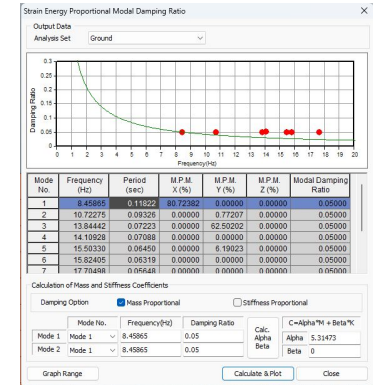 Strain Energy Proportional Modal Damping Ratio
Output Data
Analysis Set Ground
0.3
0.25
0.2
0.15
0.1
0.05
0
Damping Ratio
0 1 2 3 4 5 6 7 8 9 10 11 12 13 14 15 16 17 18 19 20
Frequency(Hz)
Mode No. Frequency (Hz) Period (sec) M.P.M. X (%) M.P.M. Y (%) M.P.M. Z (%) Modal Damping Ratio
1 8.45865 0.11822 80.72382 0.00000 0.00000 0.05000
2 10.72275 0.09326 0.00000 0.77207 0.00000 0.05000
3 13.84442 0.07223 0.00000 62.50202 0.00000 0.05000
4 14.10928 0.07088 0.00000 0.00000 0.00000 0.05000
5 15.50330 0.06450 0.00000 6.19023 0.00000 0.05000
6 15.82405 0.06319 0.00000 0.00000 0.00000 0.05000
7 17.70498 0.05648 0.00000 0.00000 0.00000 0.05000
Calculation of Mass and Stiffness Coefficients
Damping Option Mass Proportional Stiffness Proportional
Mode No. Frequency(Hz) Damping Ratio Calc. Alpha Beta C=Alpha*M + Beta*K
Mode 1 Mode 1 8.45865 0.05 Alpha 5.31473
Mode 2 Mode 1 8.45865 0.05 Beta 0
Graph Range Calculate & Plot Close